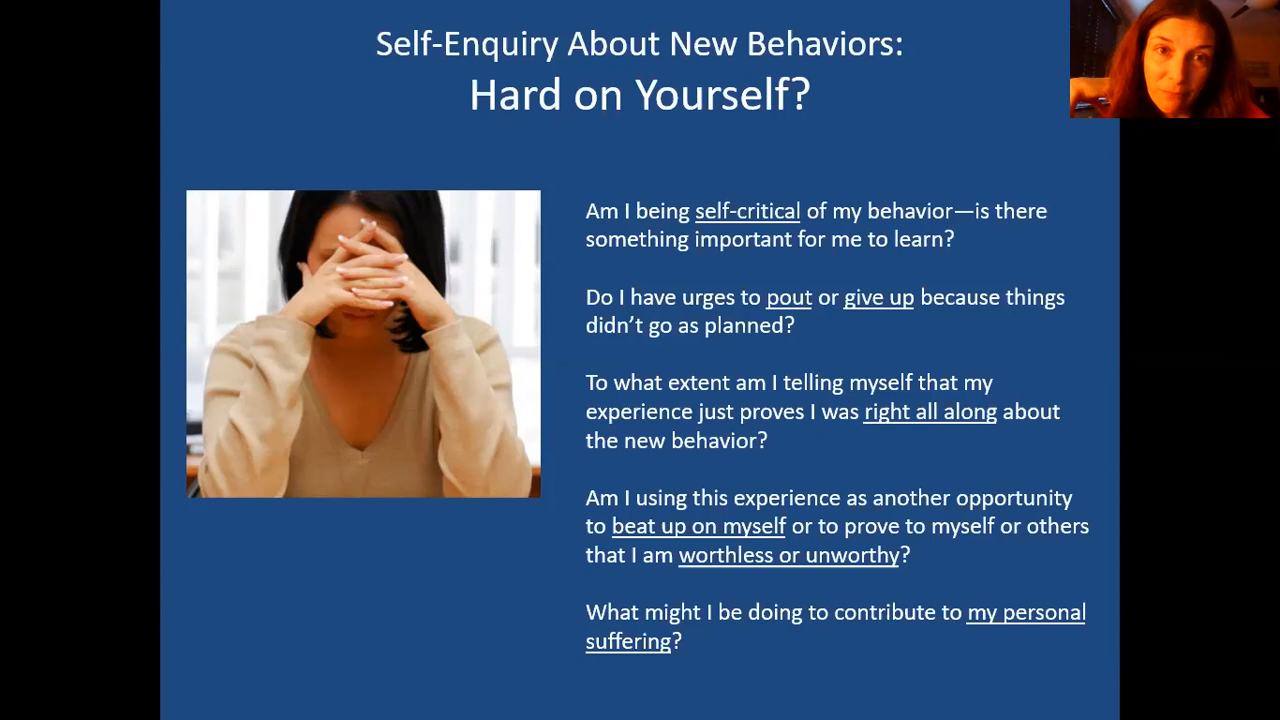 Self-Enquiry About New Behaviors:
Hard on Yourself?
Am I being self-critical of my behavior—is there
something important for me to learn?
Do I have urges to pout or give up because things
didn’t go as planned?
To what extent am I telling myself that my
experience just proves I was right all along about
the new behavior?
Am I using this experience as another opportunity
to beat up on myself or to prove to myself or others
that I am worthless or unworthy?
What might I be doing to contribute to my personal
suffering?